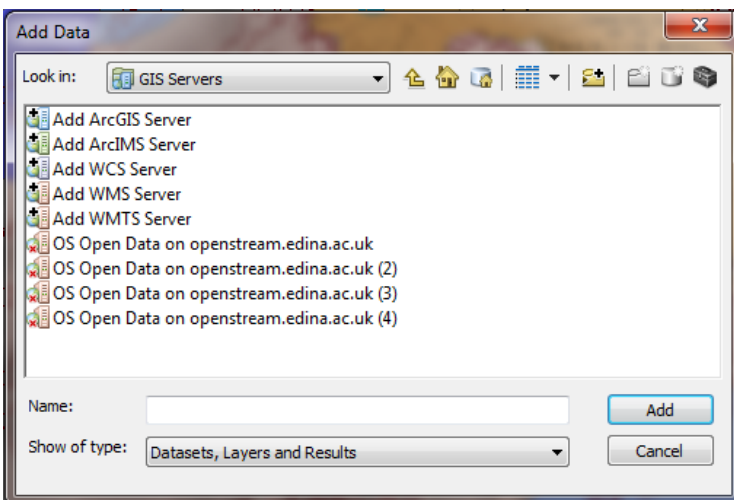 Add Data
Look in: GIS Servers
Add ArcGIS Server
Add ArcIMS Server
Add WCS Server
Add WMS Server
Add WMTS Server
OS Open Data on openstream.edina.ac.uk
OS Open Data on openstream.edina.ac.uk (2)
OS Open Data on openstream.edina.ac.uk (3)
OS Open Data on openstream.edina.ac.uk (4)
Name: Add
Show of type: Datasets, Layers and Results Cancel